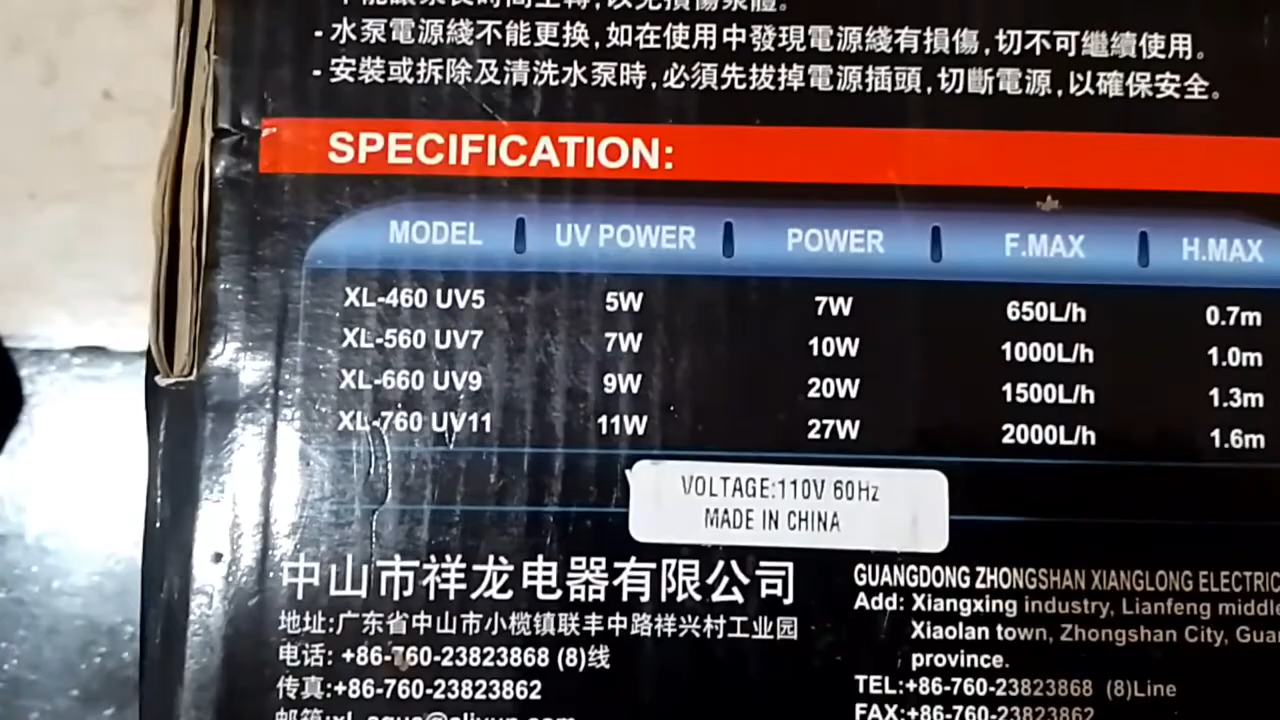 - 水泵電源綫不能更换,如在使用中發現電源綫有損傷,切不可繼續使用。
- 安裝或拆除及清洗水泵時,必須先拔掉電源插頭,切斷電源,以確保安全。
SPECIFICATION:
MODEL UV POWER POWER F.MAX H.MAX
XL-460 UV5 5W 7W 650L/h 0.7m
XL-560 UV7 7W 10W 1000L/h 1.0m
XL-660 UV9 9W 20W 1500L/h 1.3m
XL-760 UV11 11W 27W 2000L/h 1.6m
VOLTAGE:110V 60Hz
MADE IN CHINA
中山市祥龙电器有限公司
地址:广东省中山市小榄镇联丰中路祥兴村工业园
电话: +86-760-23823868 (8)线
传真:+86-760-23823862
GUANGDONG ZHONGSHAN XIANGLONG ELECTRIC
Add: Xiangxing industry, Lianfeng middle
Xiaolan town, Zhongshan City, Gua
province.
TEL:+86-760-23823868 (8)Line
FAX:+86-760-23823862